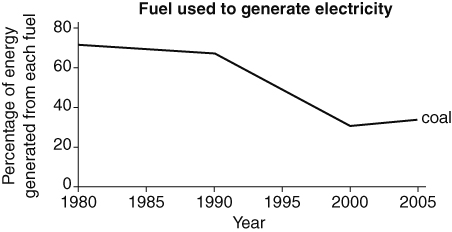 Fuel used to generate electricity
Percentage of energy
generated from each fuel
80
60
40
20
0
coal
1980 1985 1990 1995 2000 2005
Year